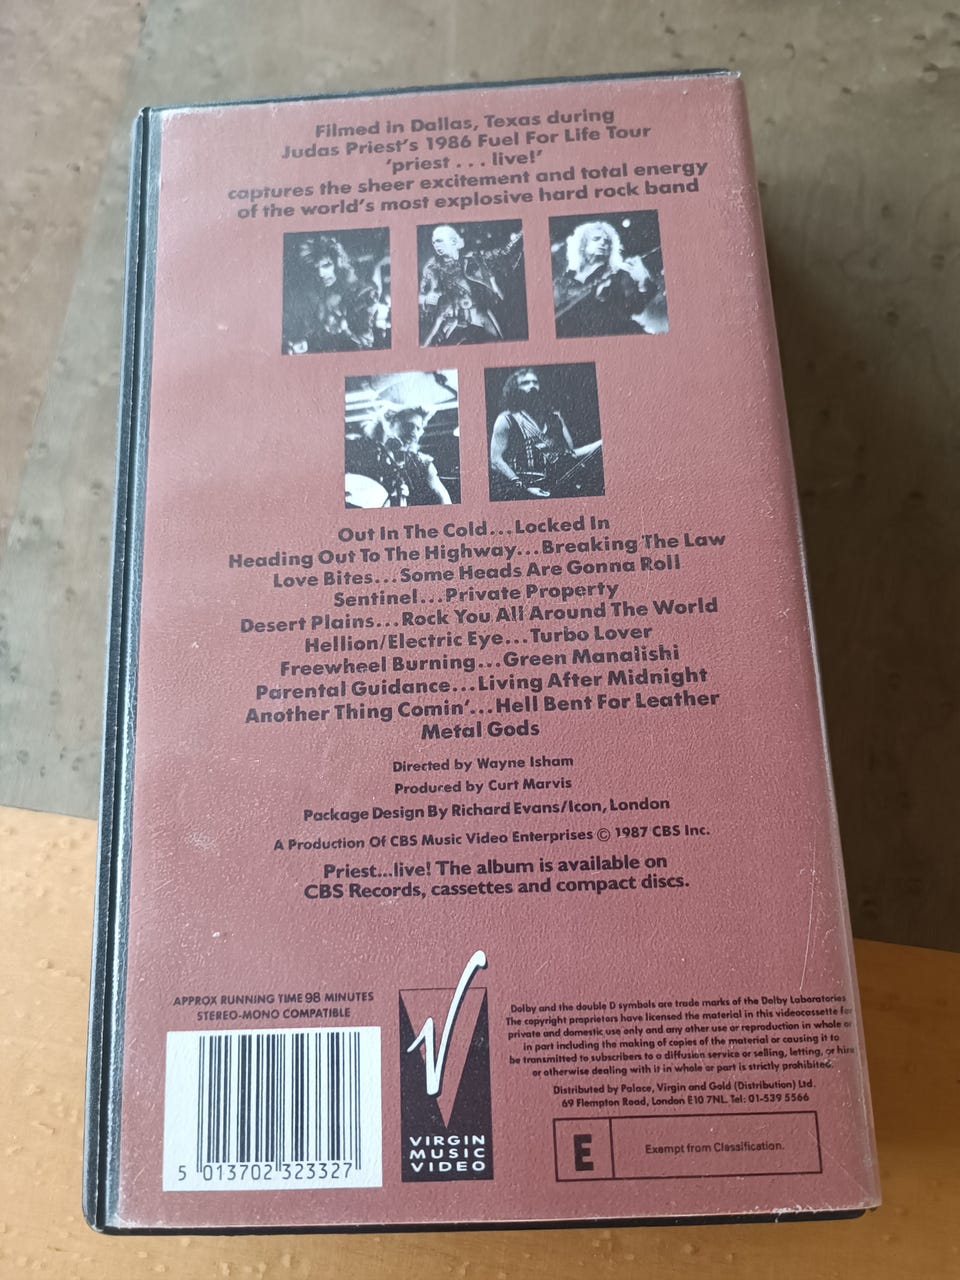 Filmed in Dallas, Texas during
Judas Priest's 1986 Fuel For Life Tour
'priest . . . live!'
captures the sheer excitement and total energy
of the world's most explosive hard rock band
Out In The Cold...Locked In
Heading Out To The Highway...Breaking The Law
Love Bites...Some Heads Are Gonna Roll
Sentinel...Private Property
Desert Plains...Rock You All Around The World
Hellion/Electric Eye...Turbo Lover
Freewheel Burning...Green Manalishi
Parental Guidance...Living After Midnight
Another Thing Comin'...Hell Bent For Leather
Metal Gods
Directed by Wayne Isham
Produced by Curt Marvis
Package Design By Richard Evans/Icon, London
A Production Of CBS Music Video Enterprises © 1987 CBS Inc.
Priest...live! The album is available on
CBS Records, cassettes and compact discs.
APPROX RUNNING TIME 98 MINUTES
STEREO-MONO COMPATIBLE
5 013702 323327
VIRGIN
MUSIC
VIDEO
Dolby and the double D symbols are trade marks of the Dolby Laboratories
The copyright proprietors have licensed the material in this videocassette for
private and domestic use only and any other use or reproduction in whole or
in part including the making of copies of the material or causing it to
be transmitted to subscribers to a diffusion service or selling, letting, or hire
or otherwise dealing with it in whole or part is strictly prohibited.
Distributed by Palace, Virgin and Gold (Distribution) Ltd.
69 Flempton Road, London E10 7NL. Tel: 01-539 5566
E
Exempt from Classification.